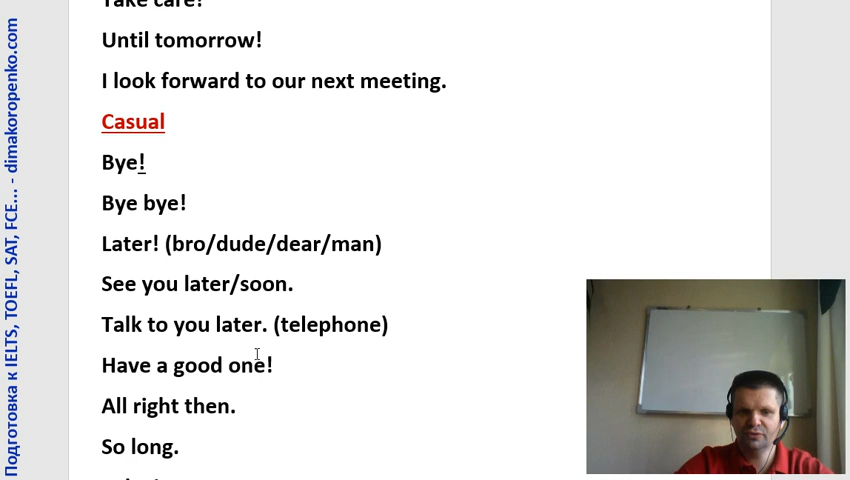 Take care!
Until tomorrow!
I look forward to our next meeting.
Casual
Bye!
Bye bye!
Later! (bro/dude/dear/man)
See you later/soon.
Talk to you later. (telephone)
Have a good one!
All right then.
So long.
Подготовка к IELTS, TOEFL, SAT, FCE... - dimakoropenko.com